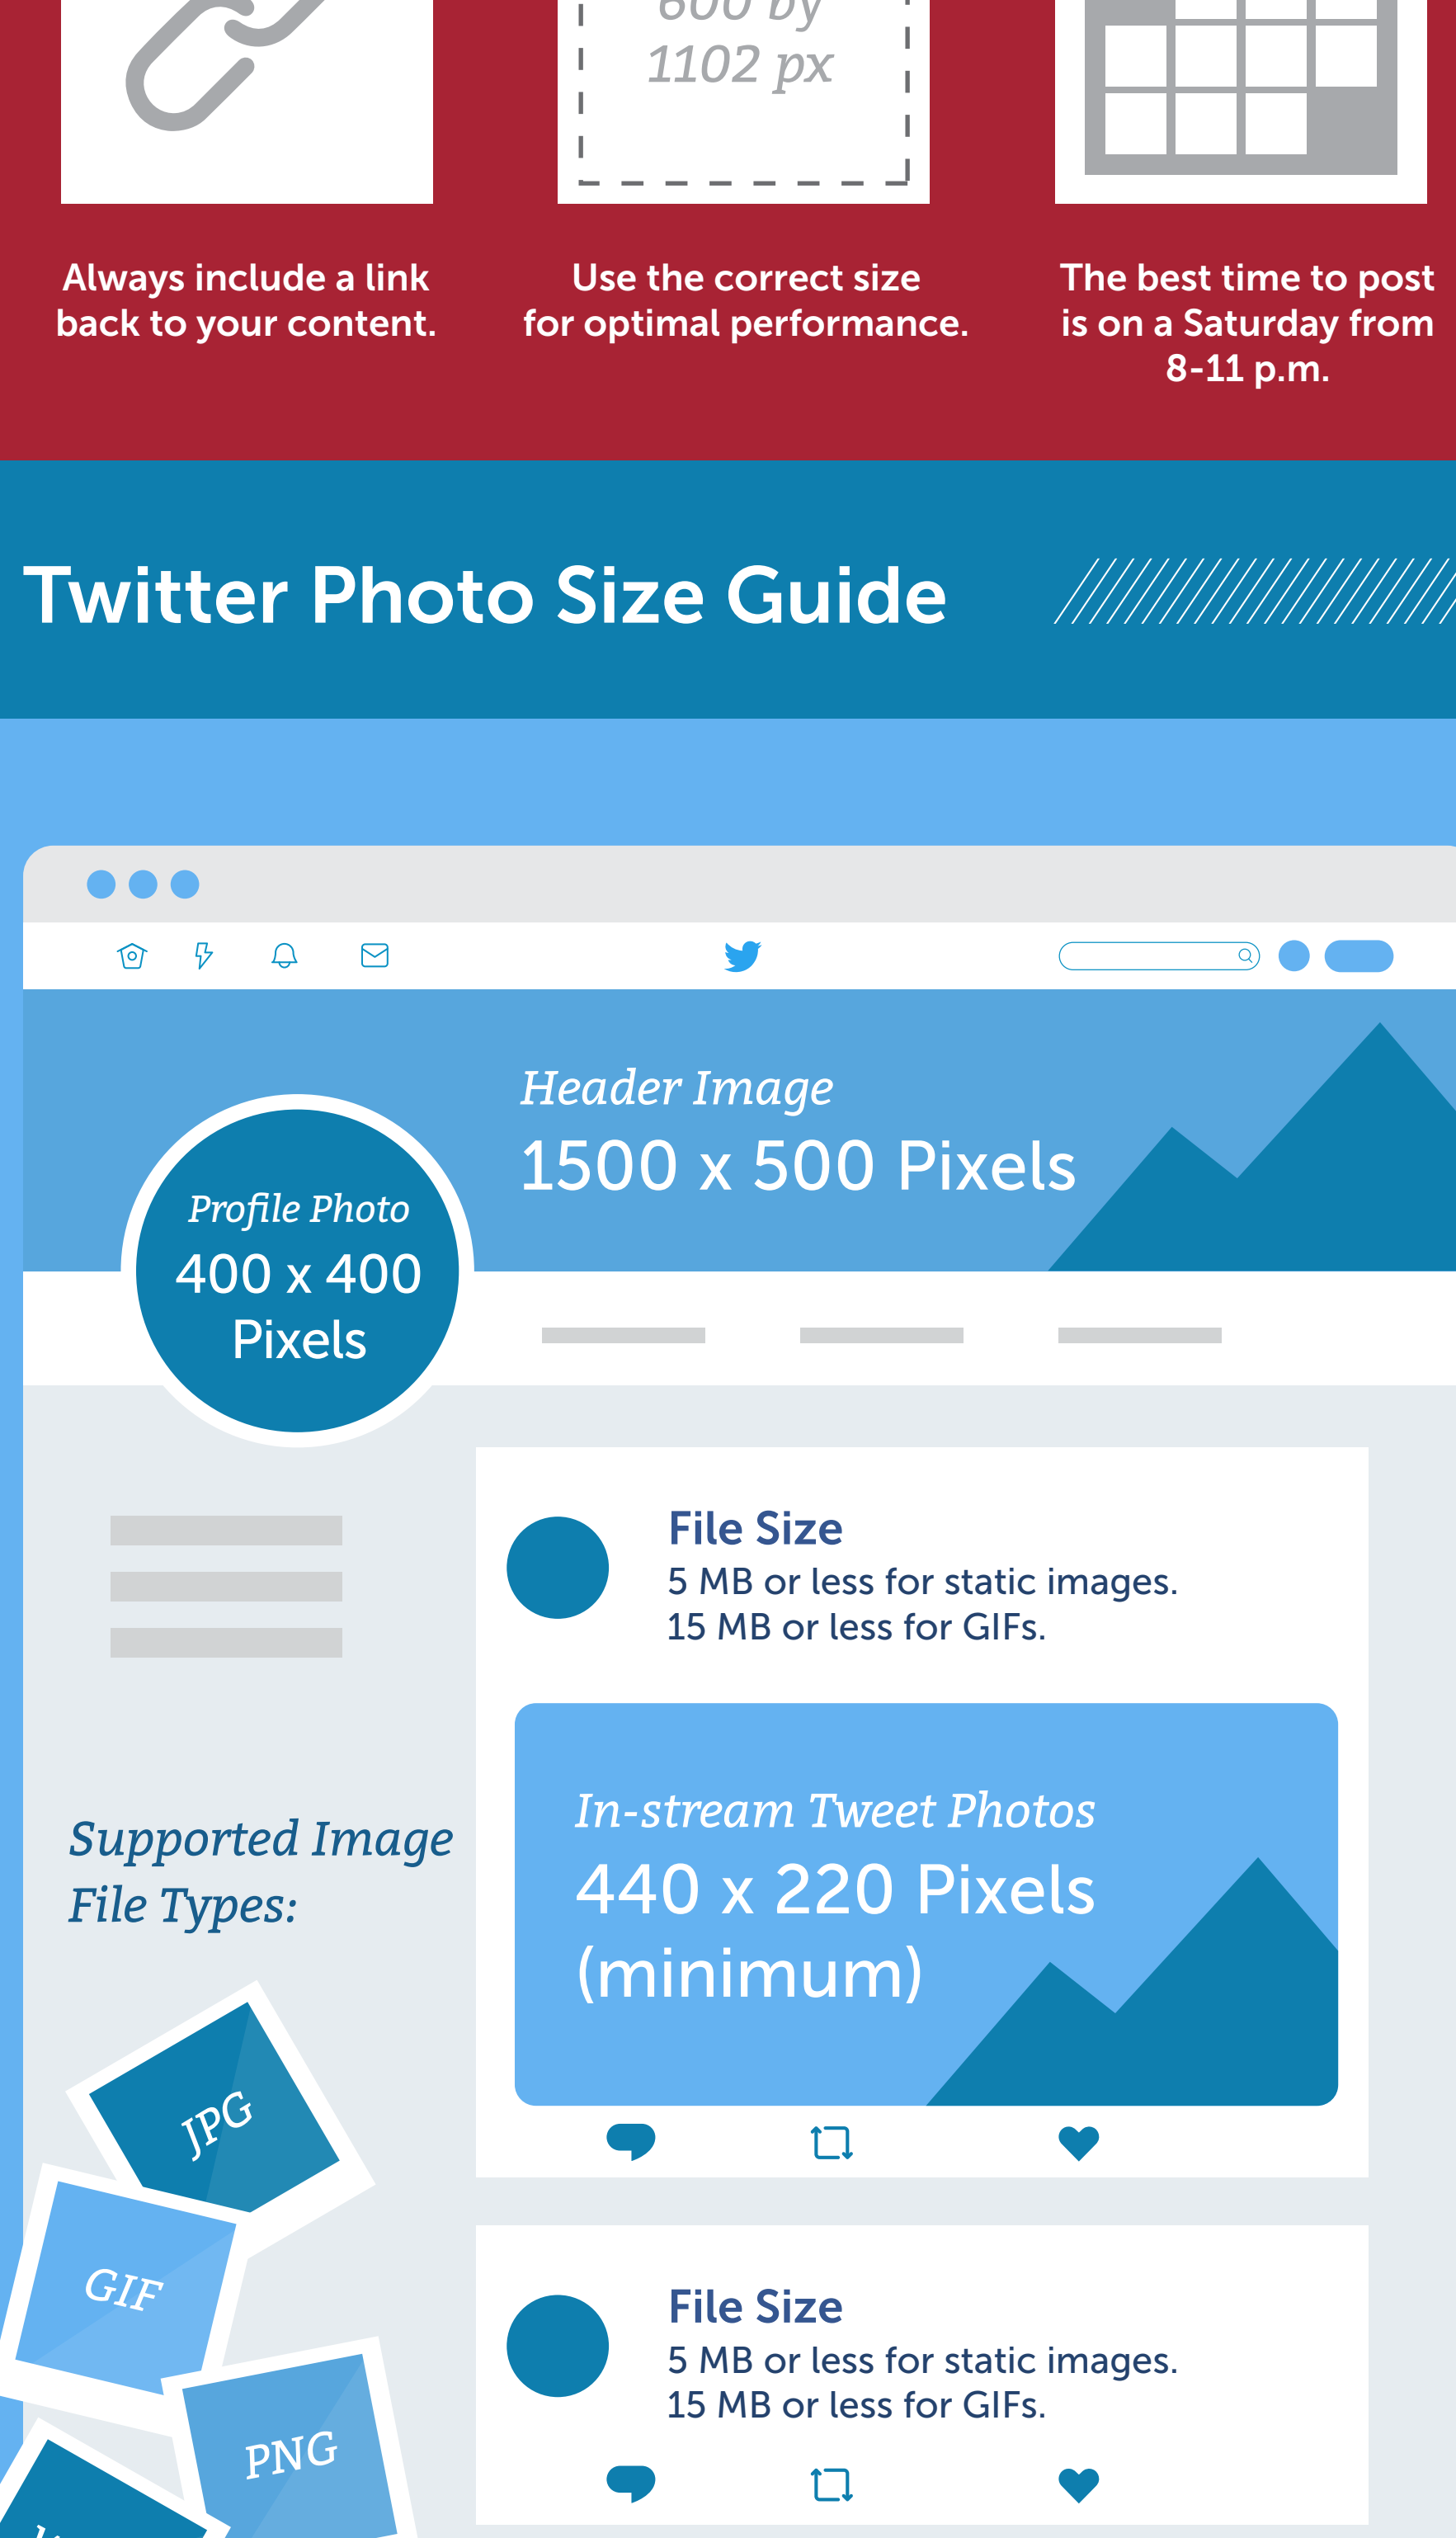 600 by
1102 px
Always include a link
back to your content.
Use the correct size
for optimal performance.
The best time to post
is on a Saturday from
8-11 p.m.
Twitter Photo Size Guide
Header Image
1500 x 500 Pixels
Profile Photo
400 x 400
Pixels
File Size
5 MB or less for static images.
15 MB or less for GIFs.
In-stream Tweet Photos
440 x 220 Pixels
(minimum)
Supported Image
File Types:
JPG
GIF
PNG
File Size
5 MB or less for static images.
15 MB or less for GIFs.